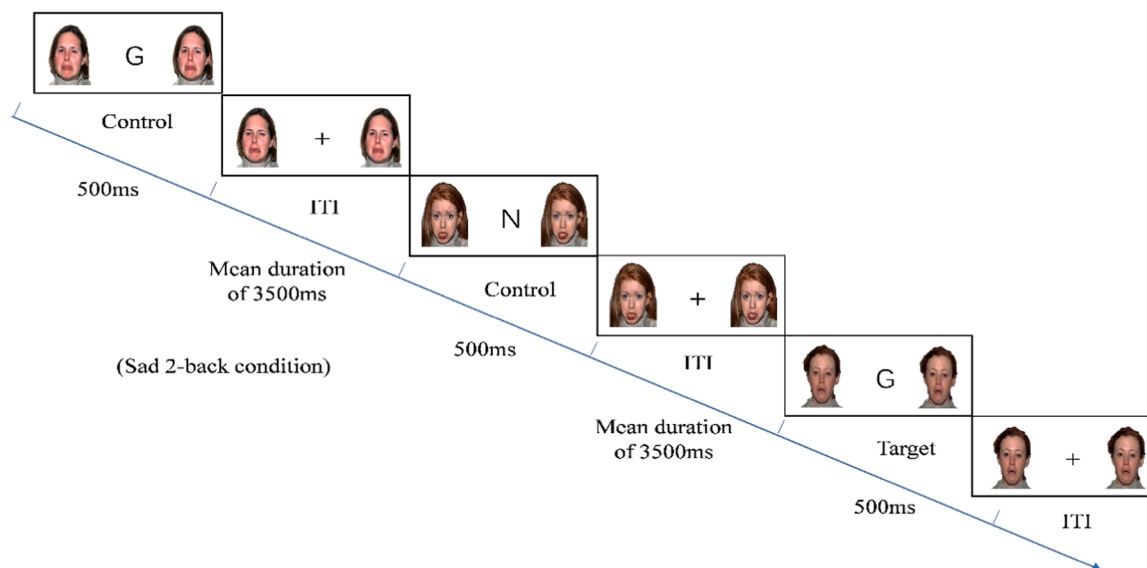 G
Control
500ms
+
ITI
Mean duration
of 3500ms
N
Control
500ms
+
ITI
(Sad 2-back condition)
Mean duration
of 3500ms
G
Target
500ms
+
ITI